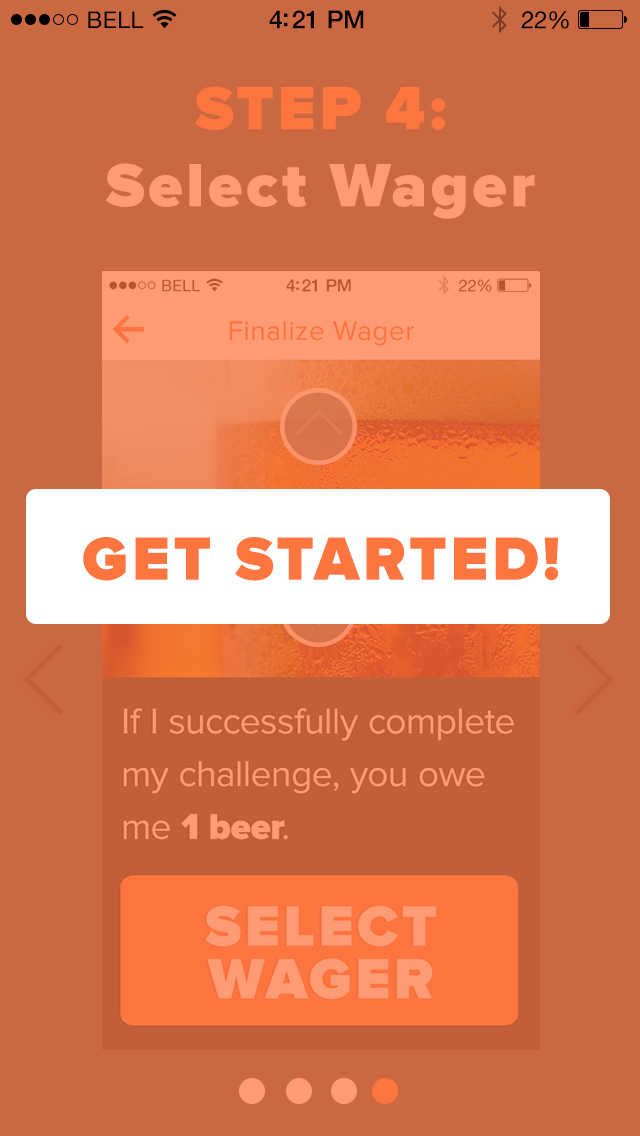 BELL 4:21 PM 22%
STEP 4:
Select Wager
BELL 4:21 PM 22%
Finalize Wager
GET STARTED!
If I successfully complete
my challenge, you owe
me 1 beer.
SELECT
WAGER